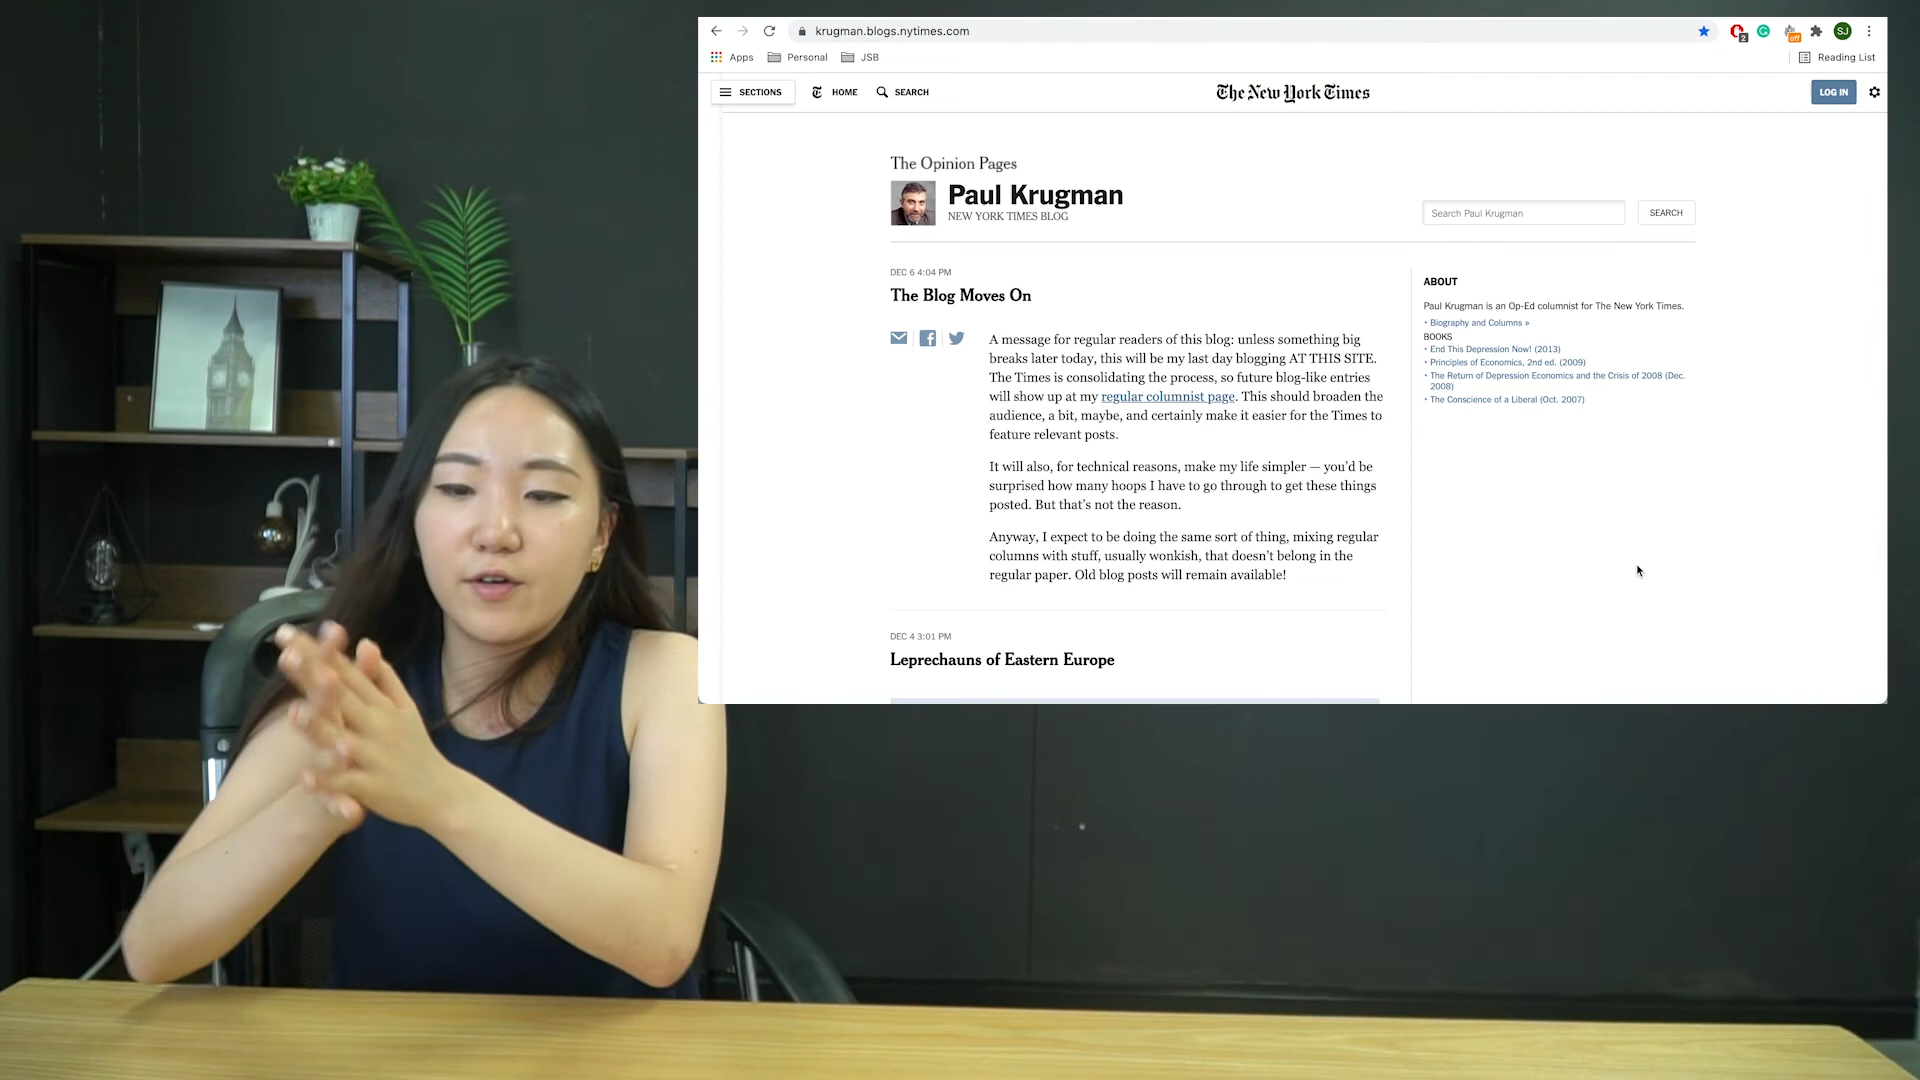 krugman.blogs.nytimes.com
2
off
SJ
Apps
Personal
JSB
Reading List
SECTIONS
HOME
SEARCH
The New York Times
LOG IN
The Opinion Pages
Paul Krugman
NEW YORK TIMES BLOG
Search Paul Krugman
SEARCH
DEC 6 4:04 PM
The Blog Moves On
A message for regular readers of this blog: unless something big
breaks later today, this will be my last day blogging AT THIS SITE.
The Times is consolidating the process, so future blog-like entries
will show up at my regular columnist page. This should broaden the
audience, a bit, maybe, and certainly make it easier for the Times to
feature relevant posts.
It will also, for technical reasons, make my life simpler — you’d be
surprised how many hoops I have to go through to get these things
posted. But that’s not the reason.
Anyway, I expect to be doing the same sort of thing, mixing regular
columns with stuff, usually wonkish, that doesn’t belong in the
regular paper. Old blog posts will remain available!
DEC 4 3:01 PM
Leprechauns of Eastern Europe
ABOUT
Paul Krugman is an Op-Ed columnist for The New York Times.
• Biography and Columns »
BOOKS
• End This Depression Now! (2013)
• Principles of Economics, 2nd ed. (2009)
• The Return of Depression Economics and the Crisis of 2008 (Dec.
2008)
• The Conscience of a Liberal (Oct. 2007)